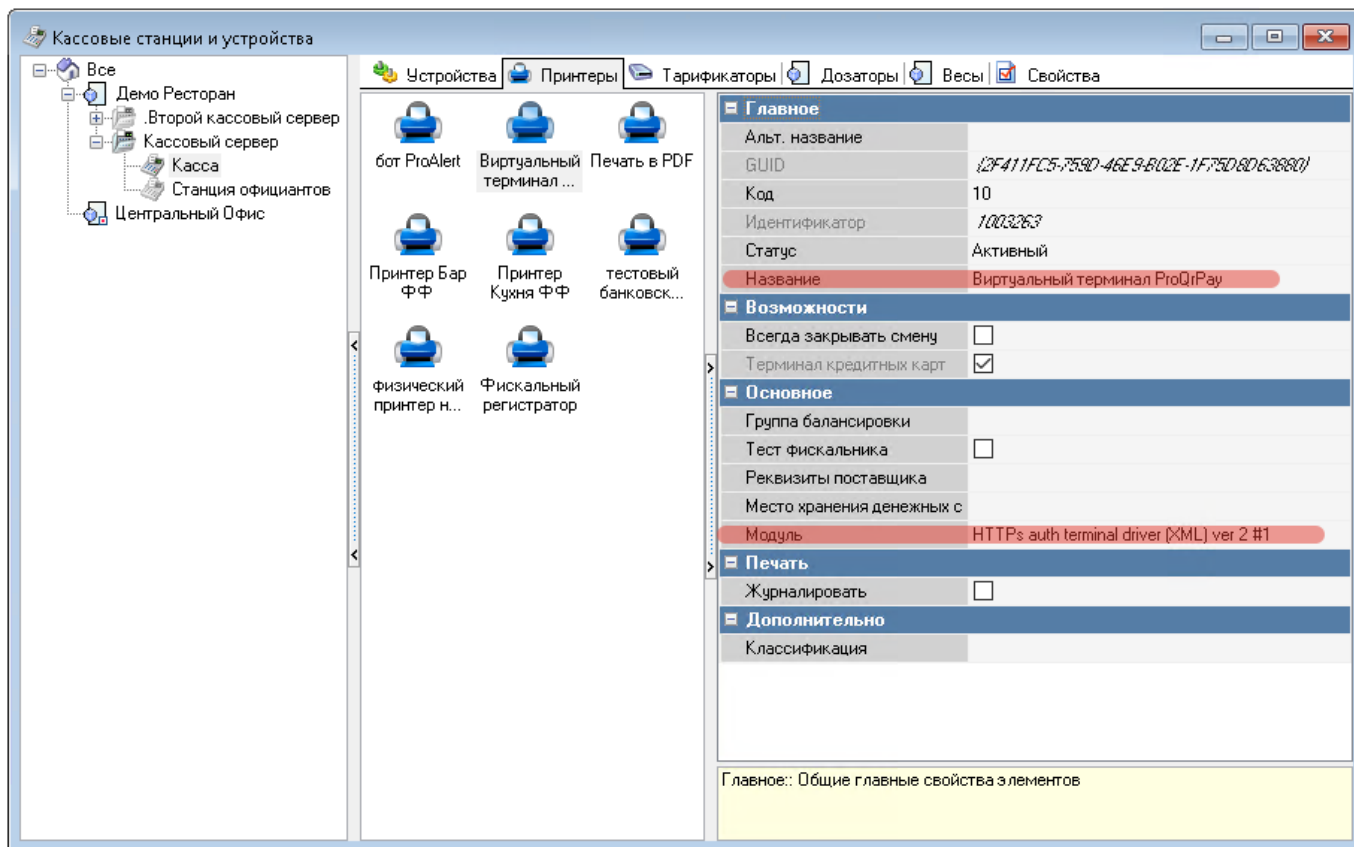 Кассовые станции и устройства
Все
Демо Ресторан
.Второй кассовый сервер
Кассовый сервер
Касса
Станция официантов
Центральный Офис
Устройства Принтеры Тарификаторы Дозаторы Весы Свойства
бот ProAlert
Виртуальный терминал ...
Печать в PDF
Принтер Бар ФФ
Принтер Кухня ФФ
тестовый банковск...
физический принтер н...
Фискальный регистратор
Главное
Альт. название
GUID {2F411FC5-759D-46E9-B02E-1F75D8D63880}
Код 10
Идентификатор 1003263
Статус Активный
Название Виртуальный терминал ProQrPay
Возможности
Всегда закрывать смену
Терминал кредитных карт
Основное
Группа балансировки
Тест фискальника
Реквизиты поставщика
Место хранения денежных с
Модуль HTTPs auth terminal driver (XML) ver 2 #1
Печать
Журналировать
Дополнительно
Классификация
Главное:: Общие главные свойства элементов